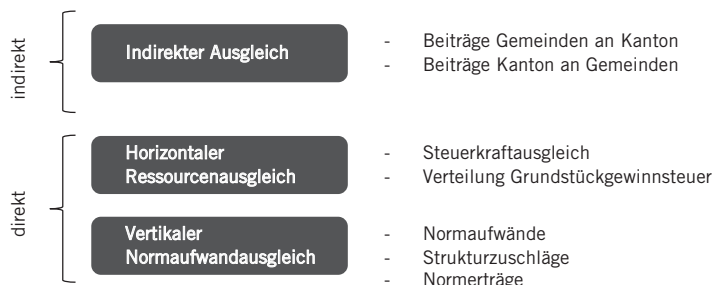 indirekt
Indirekter Ausgleich
- Beiträge Gemeinden an Kanton
- Beiträge Kanton an Gemeinden
direkt
Horizontaler
Ressourcenausgleich
- Steuerkraftausgleich
- Verteilung Grundstückgewinnsteuer
Vertikaler
Normaufwandausgleich
- Normaufwände
- Strukturzuschläge
- Normerträge